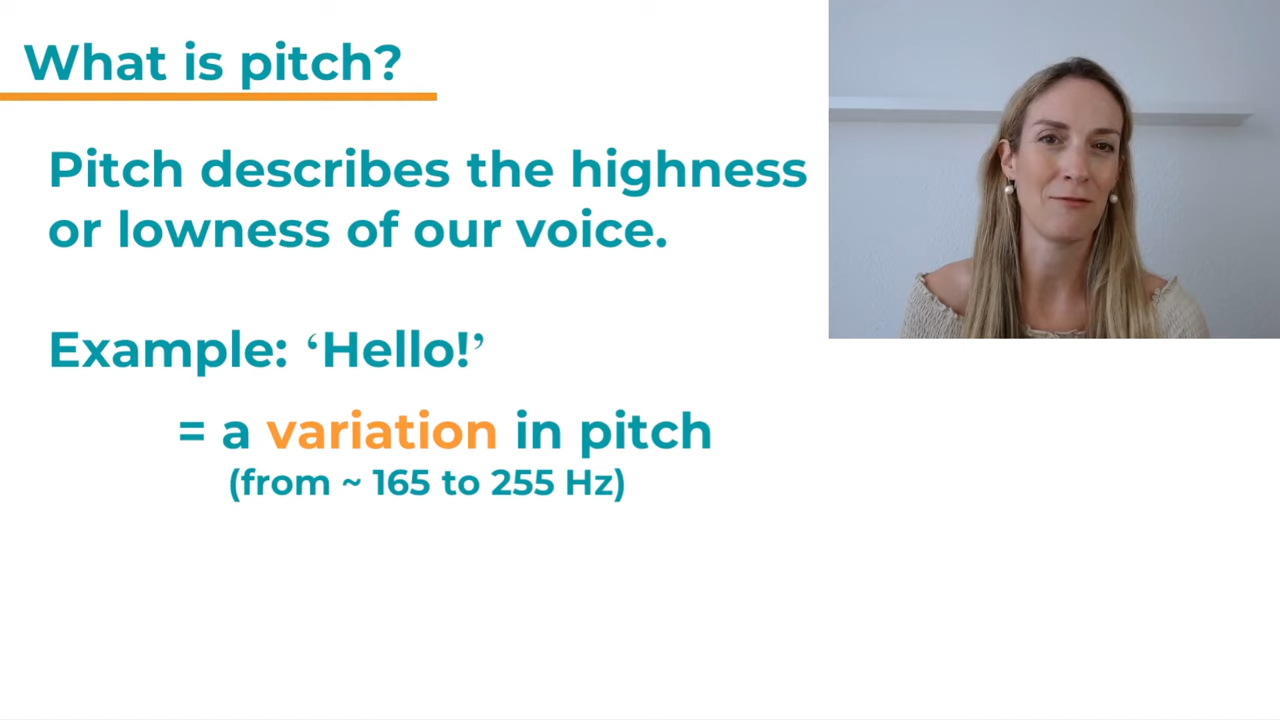 What is pitch?
Pitch describes the highness
or lowness of our voice.
Example: ‘Hello!’
= a variation in pitch
(from ~ 165 to 255 Hz)